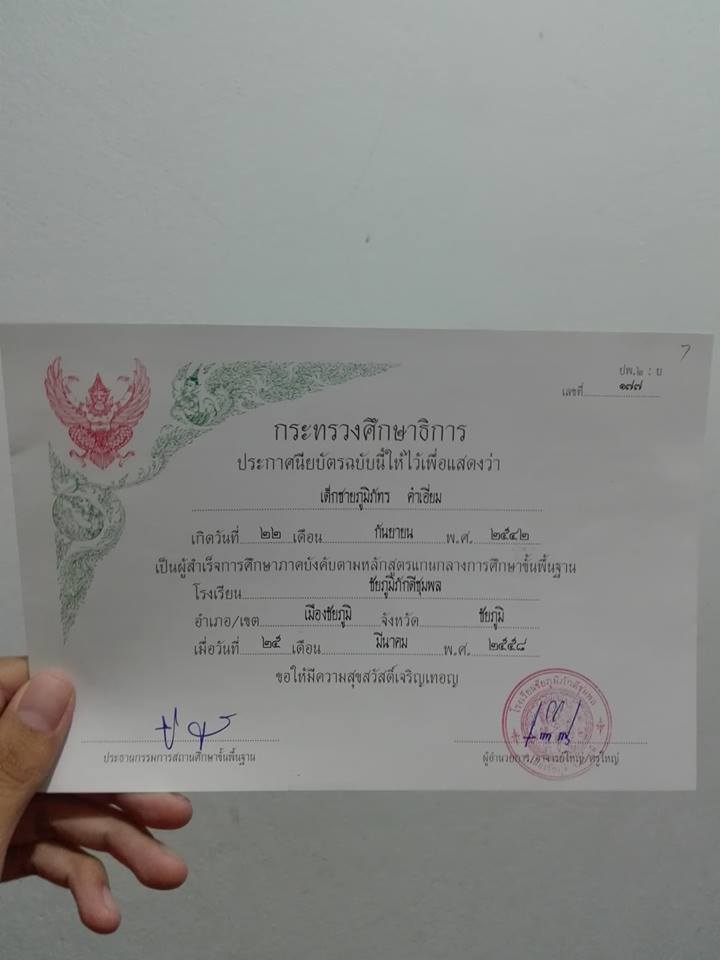 7
ปพ.๒ : บ
เลขที่ ๑๗๗
กระทรวงศึกษาธิการ
ประกาศนียบัตรฉบับนี้ให้ไว้เพื่อแสดงว่า
เด็กชายภูมิภัทร คำเอี่ยม
เกิดวันที่ ๒๒ เดือน กันยายน พ.ศ. ๒๕๔๒
เป็นผู้สำเร็จการศึกษาภาคบังคับตามหลักสูตรแกนกลางการศึกษาขั้นพื้นฐาน
โรงเรียน ชัยภูมิภักดีชุมพล
อำเภอ/เขต เมืองชัยภูมิ จังหวัด ชัยภูมิ
เมื่อวันที่ ๒๕ เดือน มีนาคม พ.ศ. ๒๕๕๘
ขอให้มีความสุขสวัสดิ์เจริญเทอญ
โรงเรียนชัยภูมิภักดีชุมพล
ประธานกรรมการสถานศึกษาขั้นพื้นฐาน
ผู้อำนวยการ/อาจารย์ใหญ่/ครูใหญ่